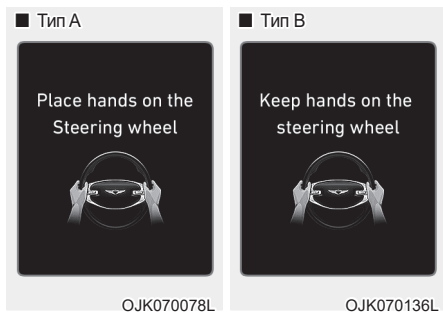 ■ Тип A
Place hands on the
Steering wheel
OJK070078L
■ Тип B
Keep hands on the
steering wheel
OJK070136L